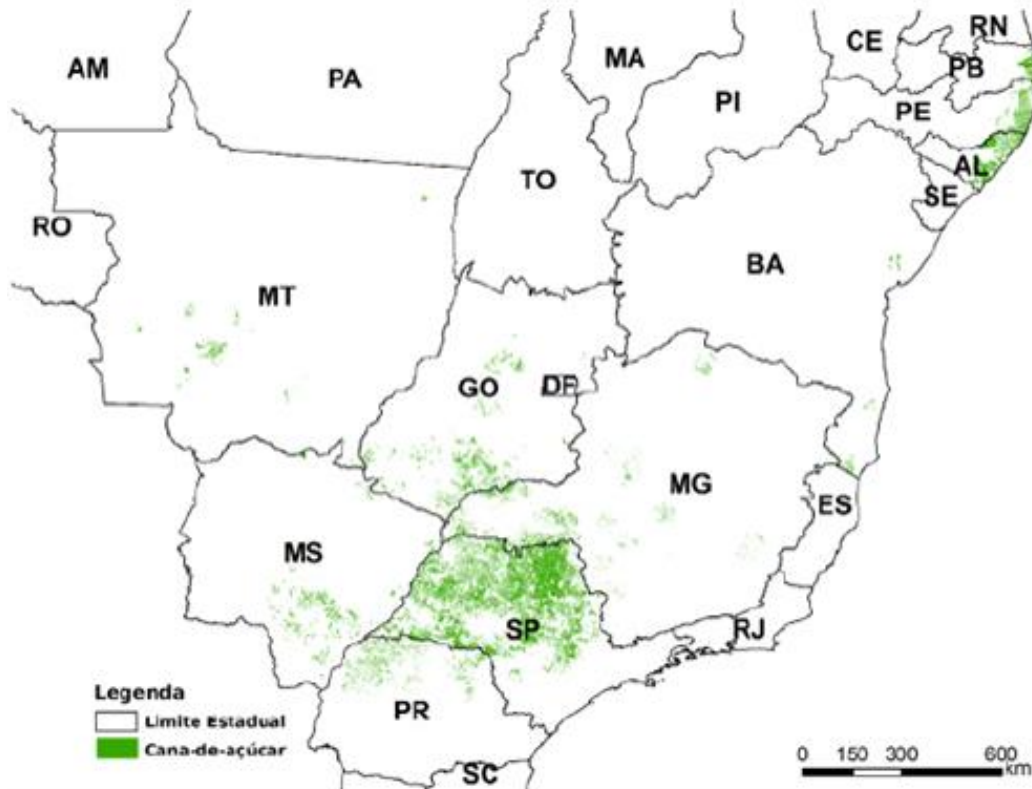 RN
CE
MA
AM
PA
PB
PI
PE
TO
AL
SE
RO
BA
MT
GO
DF
MG
ES
MS
SP
RJ
Legenda
Limite Estadual
PR
Cana-de-açúcar
0 150 300 600
km
SC